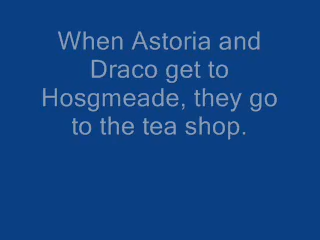 When Astoria and
Draco get to
Hosgmeade, they go
to the tea shop.